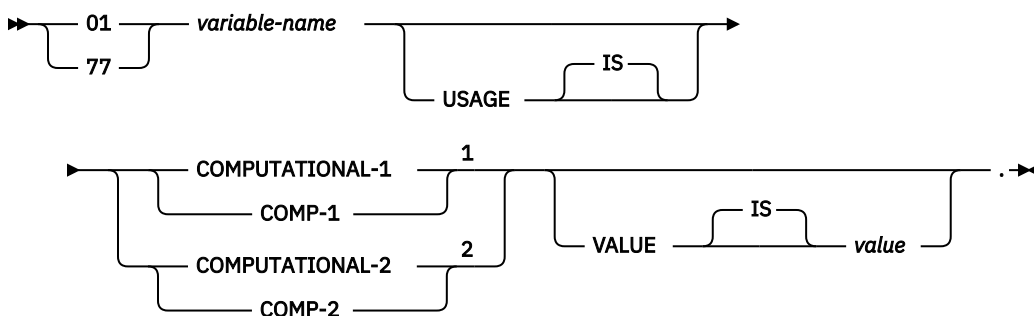 01 variable-name
IS
77
USAGE
COMPUTATIONAL-1 1
COMP-1
IS
VALUE value
.
COMPUTATIONAL-2 2
COMP-2